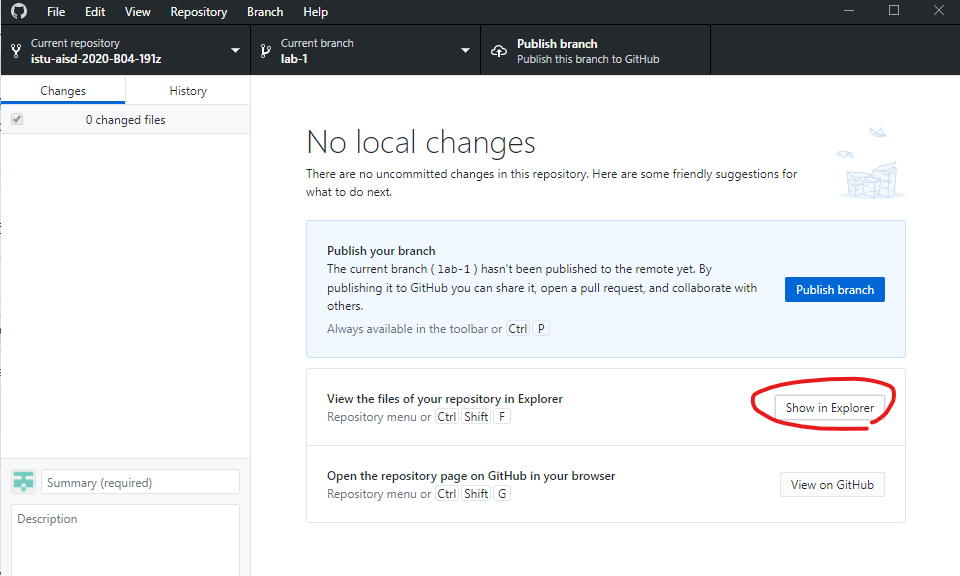 File Edit View Repository Branch Help
Current repository
istu-aisd-2020-B04-191z
Current branch
lab-1
Publish branch
Publish this branch to GitHub
Changes History
0 changed files
No local changes
There are no uncommitted changes in this repository. Here are some friendly suggestions for
what to do next.
Publish your branch
The current branch ( lab-1 ) hasn't been published to the remote yet. By
publishing it to GitHub you can share it, open a pull request, and collaborate with
others.
Always available in the toolbar or Ctrl P
Publish branch
View the files of your repository in Explorer
Repository menu or Ctrl Shift F
Show in Explorer
Open the repository page on GitHub in your browser
Repository menu or Ctrl Shift G
View on GitHub
Summary (required)
Description